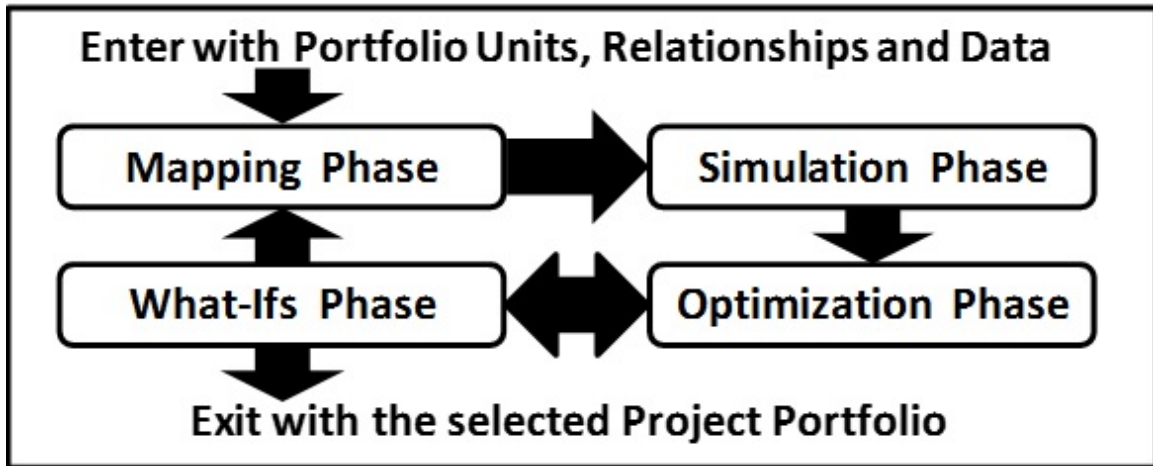 Enter with Portfolio Units, Relationships and Data
Mapping Phase
Simulation Phase
What-Ifs Phase
Optimization Phase
Exit with the selected Project Portfolio